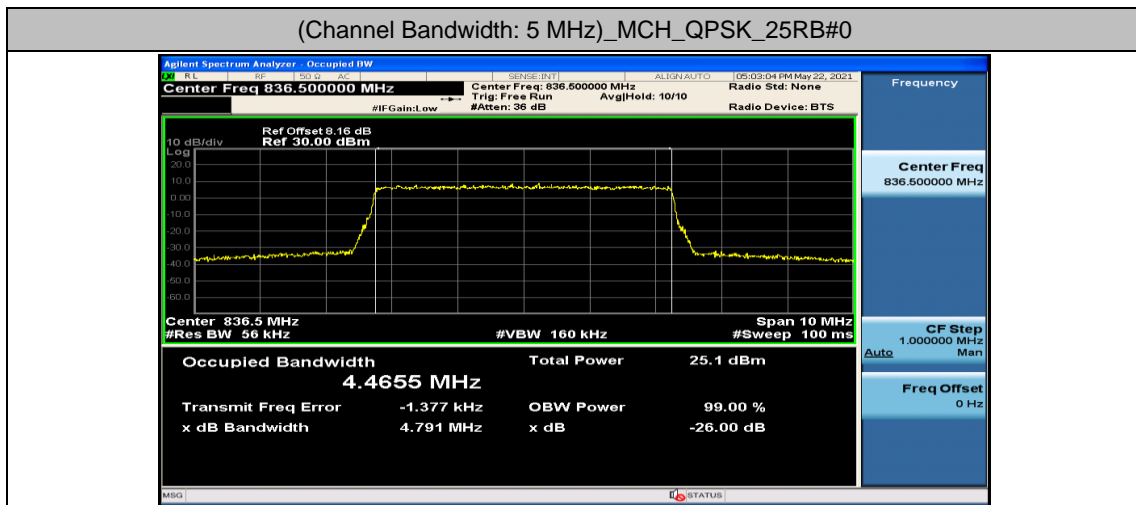 (Channel Bandwidth: 5 MHz)_MCH_QPSK_25RB#0
Agilent Spectrum Analyzer - Occupied BW
LXI RL RF 50 Ω AC SENSE:INT ALIGN AUTO 05:03:04 PM May 22, 2021
Center Freq 836.500000 MHz
Center Freq: 836.500000 MHz Radio Std: None
Trig: Free Run Avg|Hold: 10/10
#IFGain:Low #Atten: 36 dB Radio Device: BTS
Ref Offset 8.16 dB
10 dB/div Ref 30.00 dBm
Log
20.0
10.0
0.00
-10.0
-20.0
-30.0
-40.0
-50.0
-60.0
Center 836.5 MHz Span 10 MHz
#Res BW 56 kHz #VBW 160 kHz #Sweep 100 ms
Occupied Bandwidth Total Power 25.1 dBm
4.4655 MHz
Transmit Freq Error -1.377 kHz OBW Power 99.00 %
x dB Bandwidth 4.791 MHz x dB -26.00 dB
MSG STATUS
Frequency
Center Freq
836.500000 MHz
CF Step
1.000000 MHz
Auto Man
Freq Offset
0 Hz